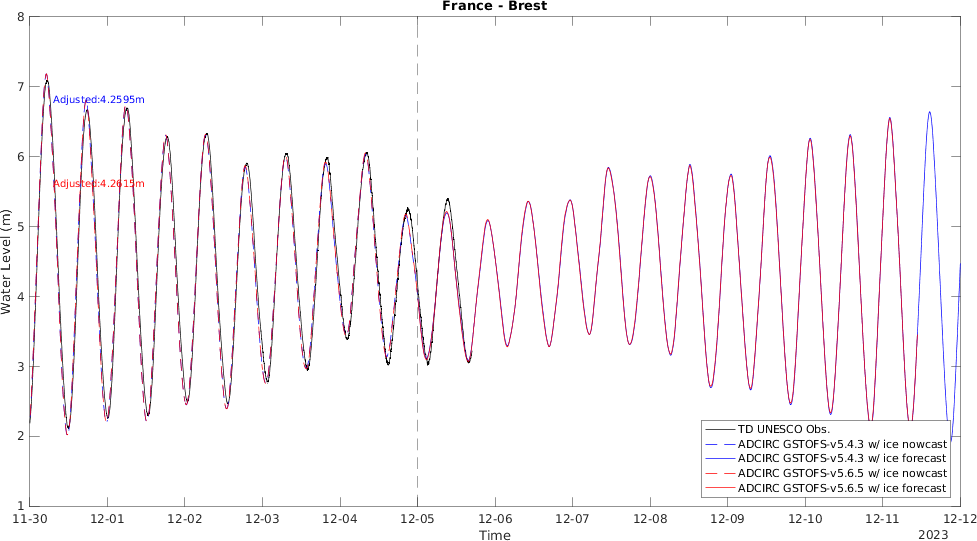 France - Brest
8
7
6
5
4
3
2
1
Water Level (m)
Adjusted:4.2595m
Adjusted:4.2615m
TD UNESCO Obs.
ADCIRC GSTOFS-v5.4.3 w/ ice nowcast
ADCIRC GSTOFS-v5.4.3 w/ ice forecast
ADCIRC GSTOFS-v5.6.5 w/ ice nowcast
ADCIRC GSTOFS-v5.6.5 w/ ice forecast
11-30 12-01 12-02 12-03 12-04 12-05 12-06 12-07 12-08 12-09 12-10 12-11 12-12
Time
2023